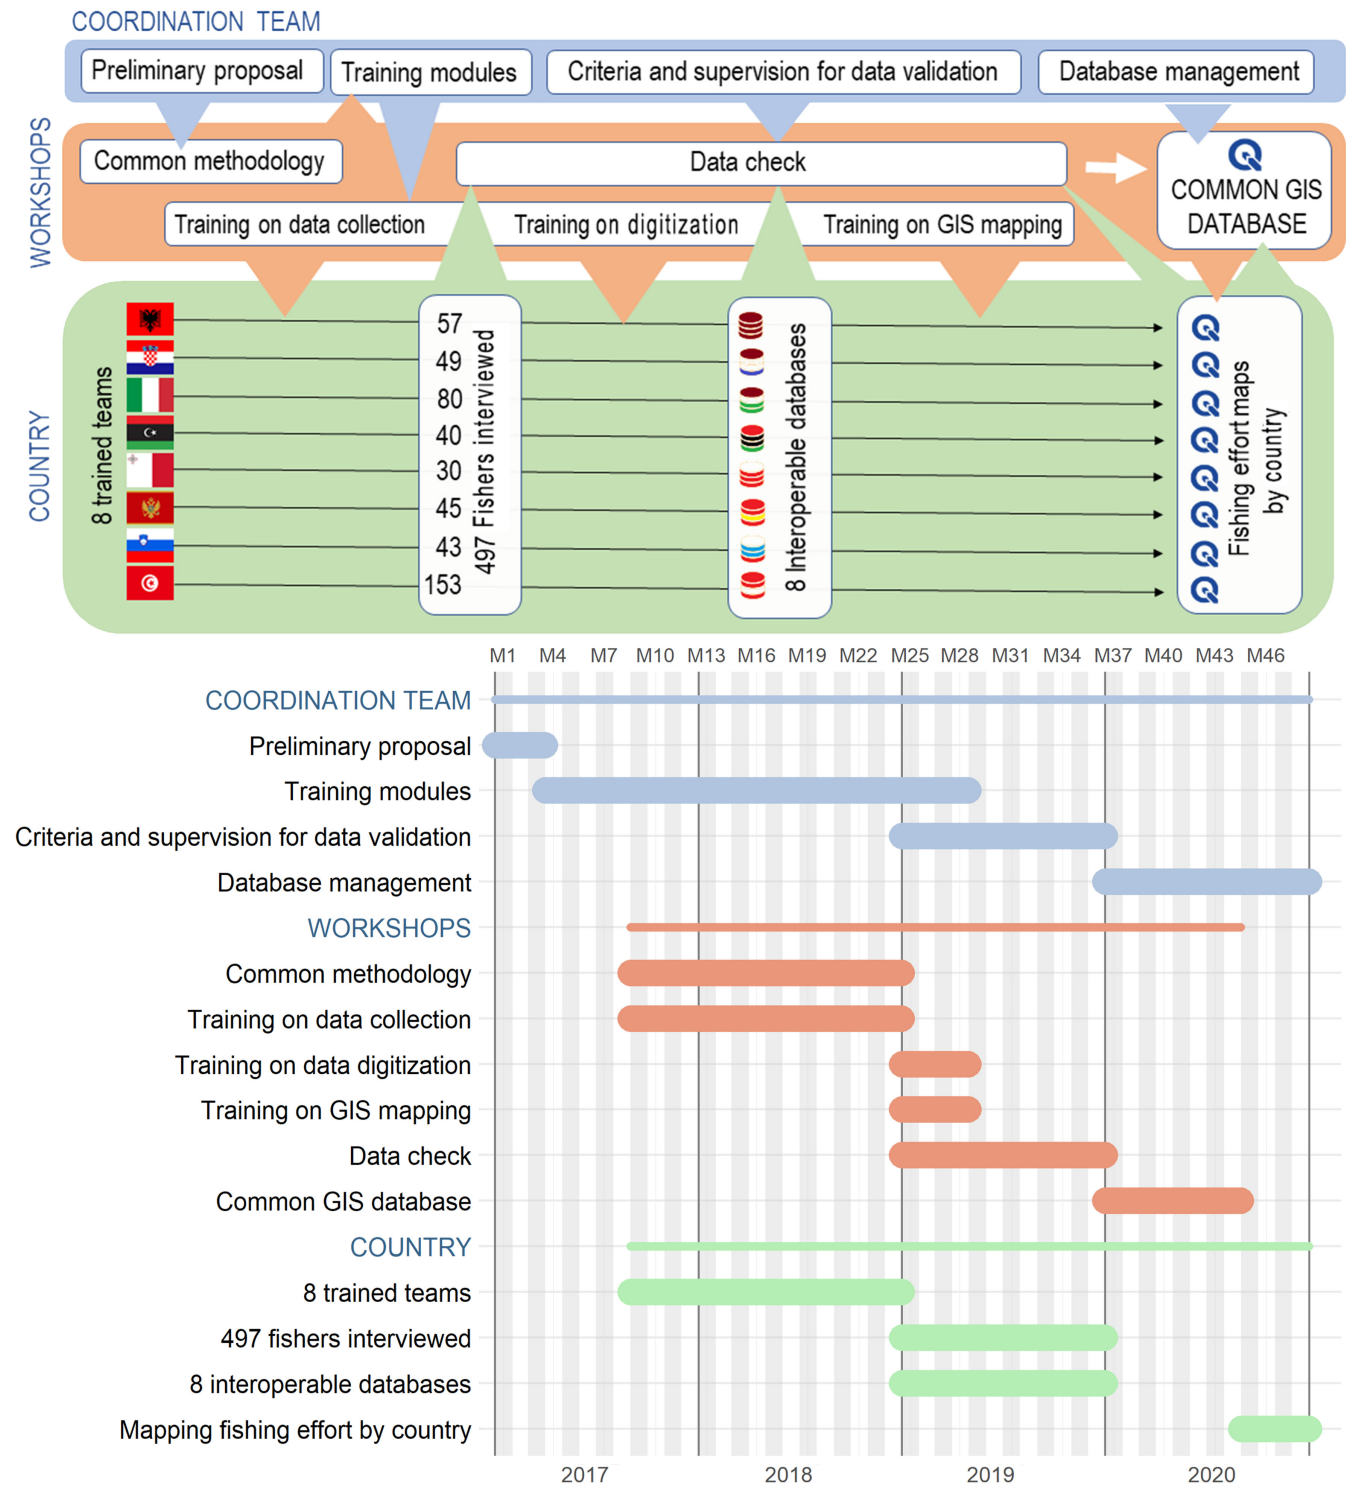 COORDINATION TEAM
Preliminary proposal
Training modules
Criteria and supervision for data validation
Database management
WORKSHOPS
Common methodology
Data check
COMMON GIS
DATABASE
Training on data collection
Training on digitization
Training on GIS mapping
COUNTRY
8 trained teams
57
49
80
40
30
45
43
153
497 Fishers interviewed
8 Interoperable databases
Fishing effort maps
by country
M1 M4 M7 M10 M13 M16 M19 M22 M25 M28 M31 M34 M37 M40 M43 M46
COORDINATION TEAM
Preliminary proposal
Training modules
Criteria and supervision for data validation
Database management
WORKSHOPS
Common methodology
Training on data collection
Training on data digitization
Training on GIS mapping
Data check
Common GIS database
COUNTRY
8 trained teams
497 fishers interviewed
8 interoperable databases
Mapping fishing effort by country
2017 2018 2019 2020